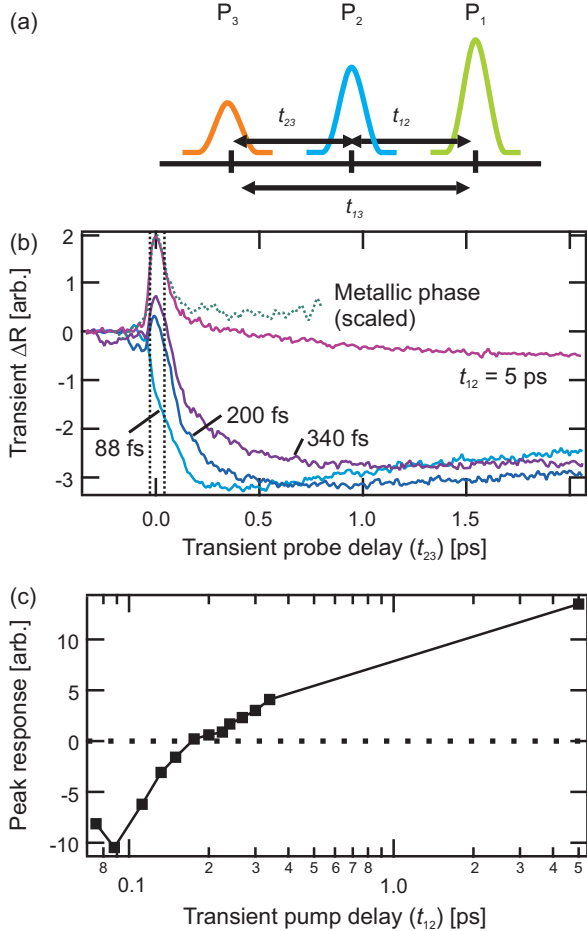 (a)
P3 P2 P1
t23 t12
t13
(b)
2
1
0
-1
-2
-3
Transient ΔR [arb.]
Metallic phase
(scaled)
t12 = 5 ps
200 fs
88 fs
340 fs
0.0 0.5 1.0 1.5
Transient probe delay (t23) [ps]
(c)
10
5
0
-5
-10
Peak response [arb.]
8 2 3 4 5 6 7 8 2 3 4 5
0.1 1.0
Transient pump delay (t12) [ps]